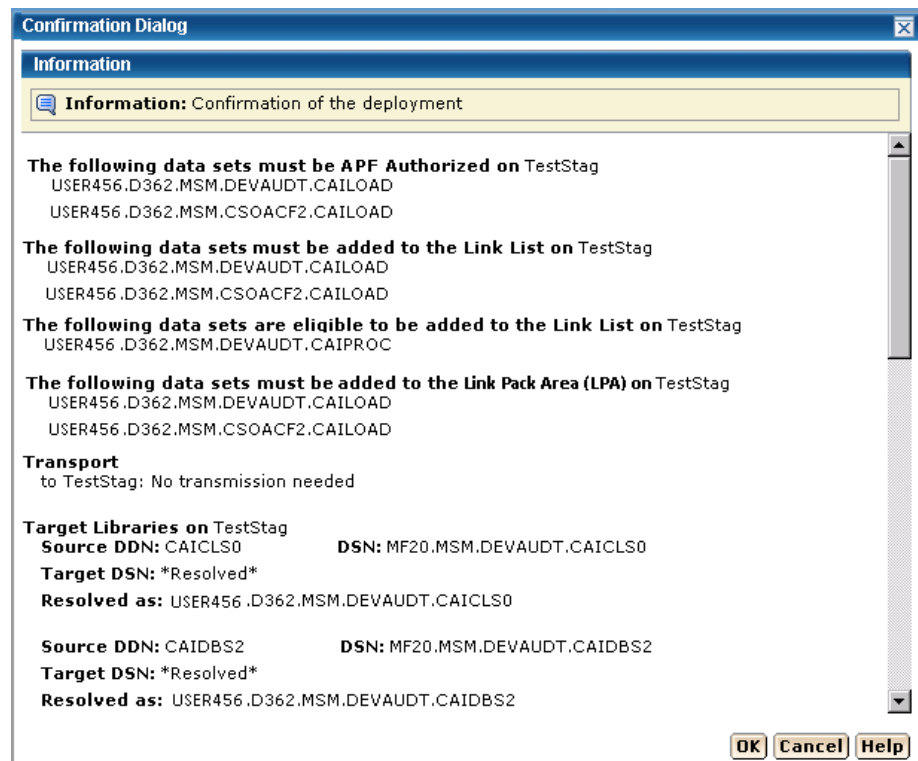 Confirmation Dialog
Information
Information: Confirmation of the deployment
The following data sets must be APF Authorized on TestStag
USER456.D362.MSM.DEVAUDT.CAILOAD
USER456.D362.MSM.CSOACF2.CAILOAD
The following data sets must be added to the Link List on TestStag
USER456.D362.MSM.DEVAUDT.CAILOAD
USER456.D362.MSM.CSOACF2.CAILOAD
The following data sets are eligible to be added to the Link List on TestStag
USER456 .D362.MSM.DEVAUDT.CAIPROC
The following data sets must be added to the Link Pack Area (LPA) on TestStag
USER456.D362.MSM.DEVAUDT.CAILOAD
USER456.D362.MSM.CSOACF2.CAILOAD
Transport
to TestStag: No transmission needed
Target Libraries on TestStag
Source DDN: CAICLS0 DSN: MF20.MSM.DEVAUDT.CAICLS0
Target DSN: *Resolved*
Resolved as: USER456 .D362.MSM.DEVAUDT.CAICLS0
Source DDN: CAIDBS2 DSN: MF20.MSM.DEVAUDT.CAIDBS2
Target DSN: *Resolved*
Resolved as: USER456.D362.MSM.DEVAUDT.CAIDBS2
OK Cancel Help